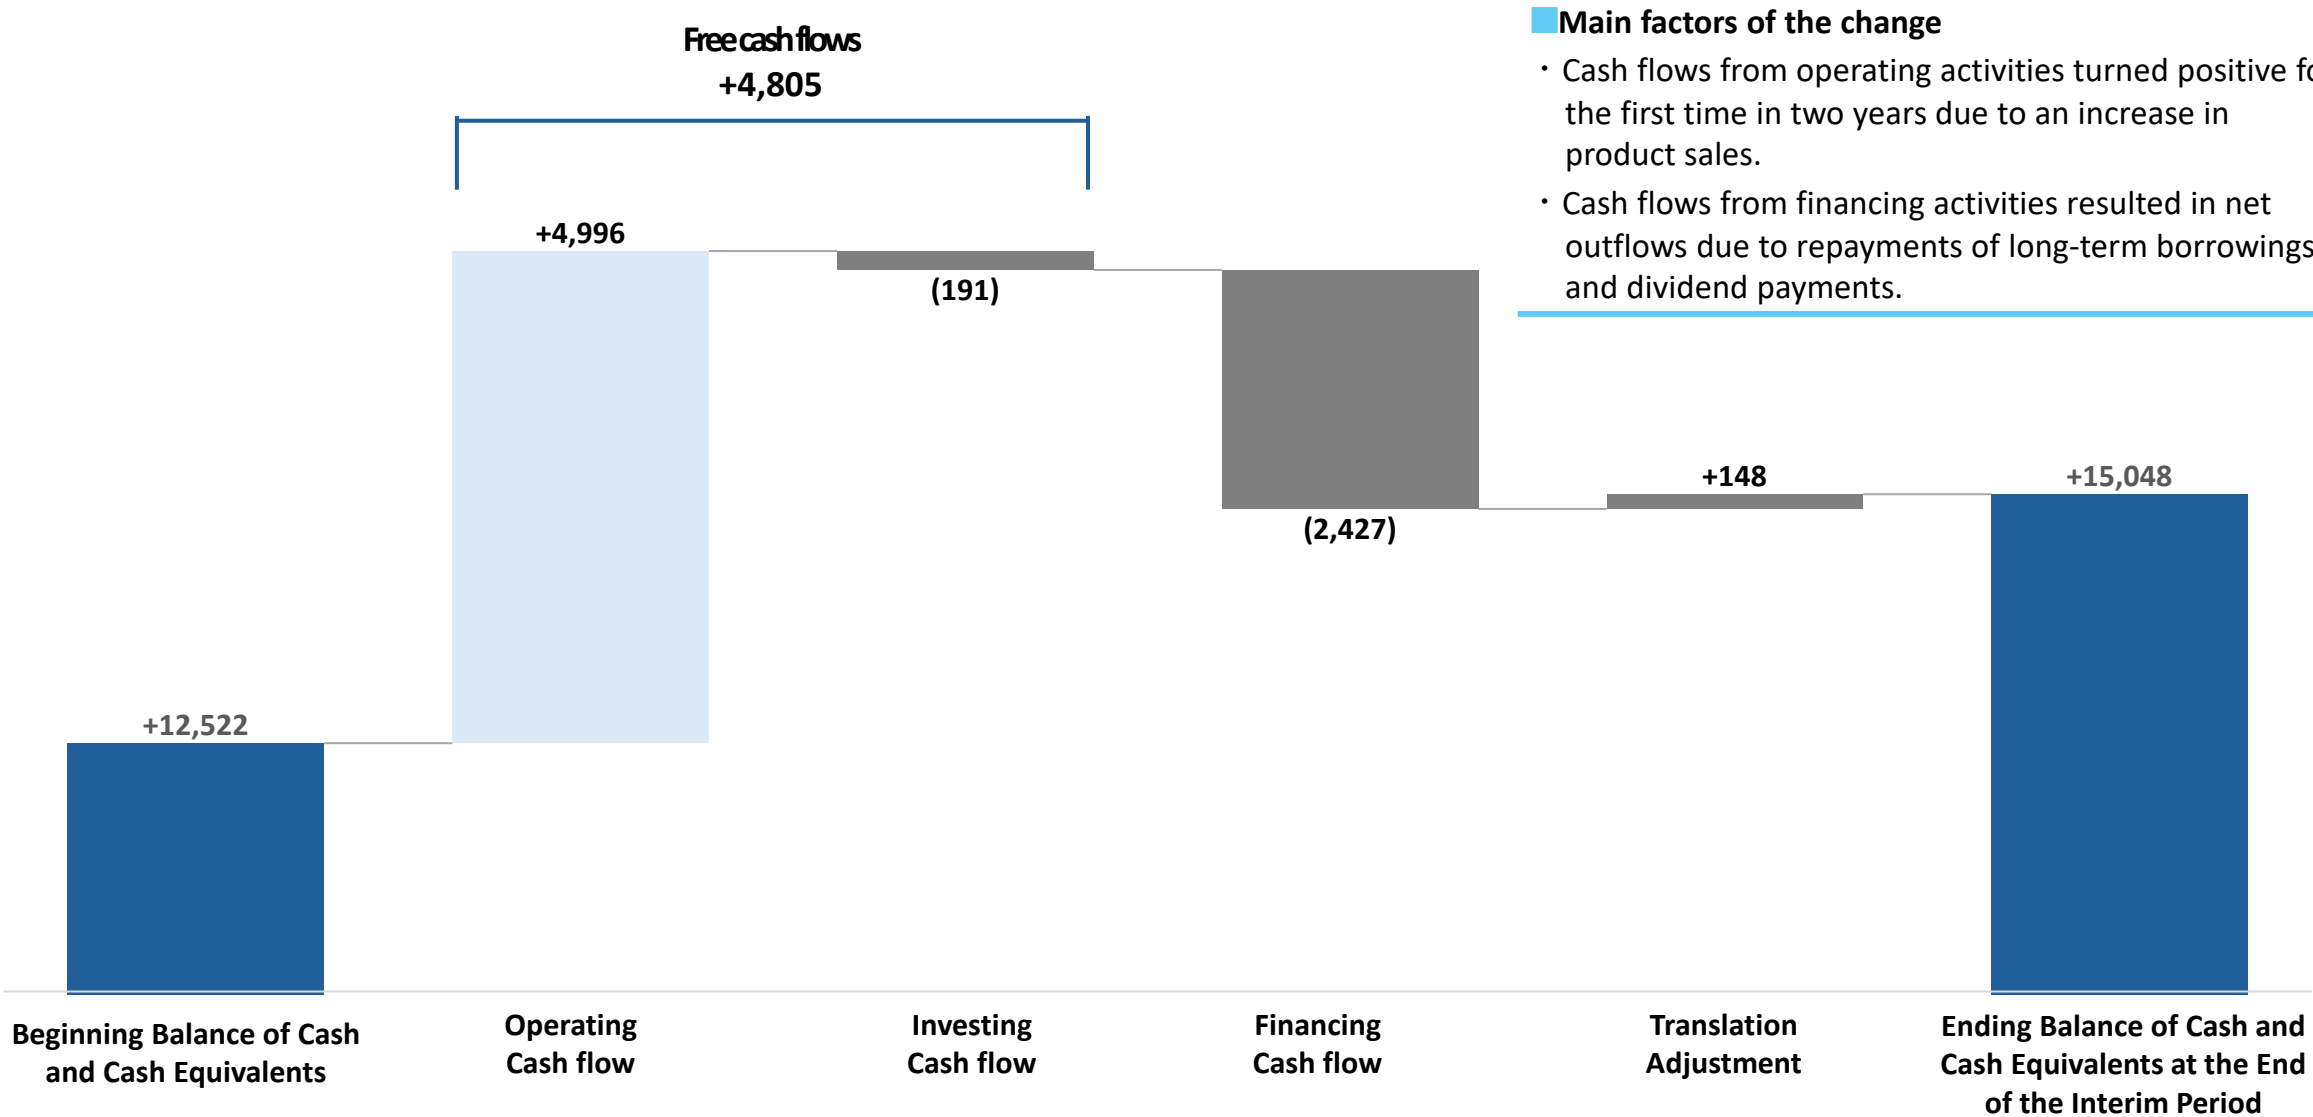 Free cash flows
+4,805
Main factors of the change
・Cash flows from operating activities turned positive
the first time in two years due to an increase in
product sales.
・Cash flows from financing activities resulted in net
outflows due to repayments of long-term borrowings
and dividend payments.
+4,996
(191)
(2,427)
+148
+15,048
+12,522
Beginning Balance of Cash
and Cash Equivalents
Operating
Cash flow
Investing
Cash flow
Financing
Cash flow
Translation
Adjustment
Ending Balance of Cash and
Cash Equivalents at the End
of the Interim Period